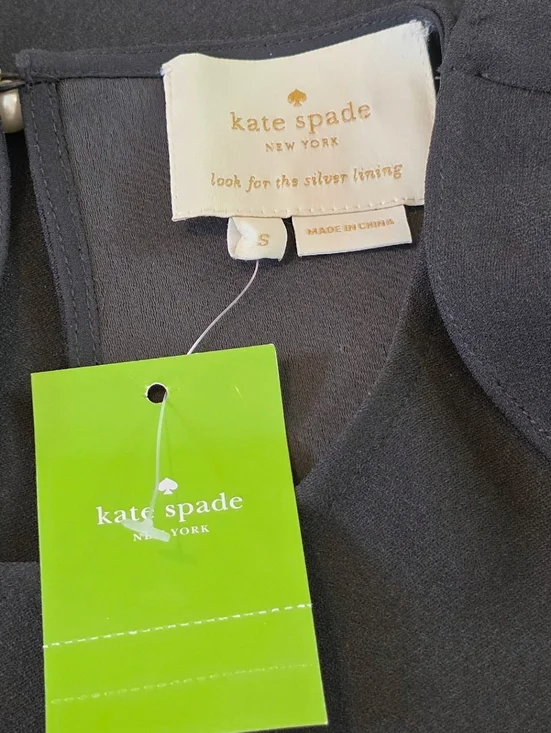 kate spade
NEW YORK
look for the silver lining
S
MADE IN CHINA
kate spade
NEW YORK